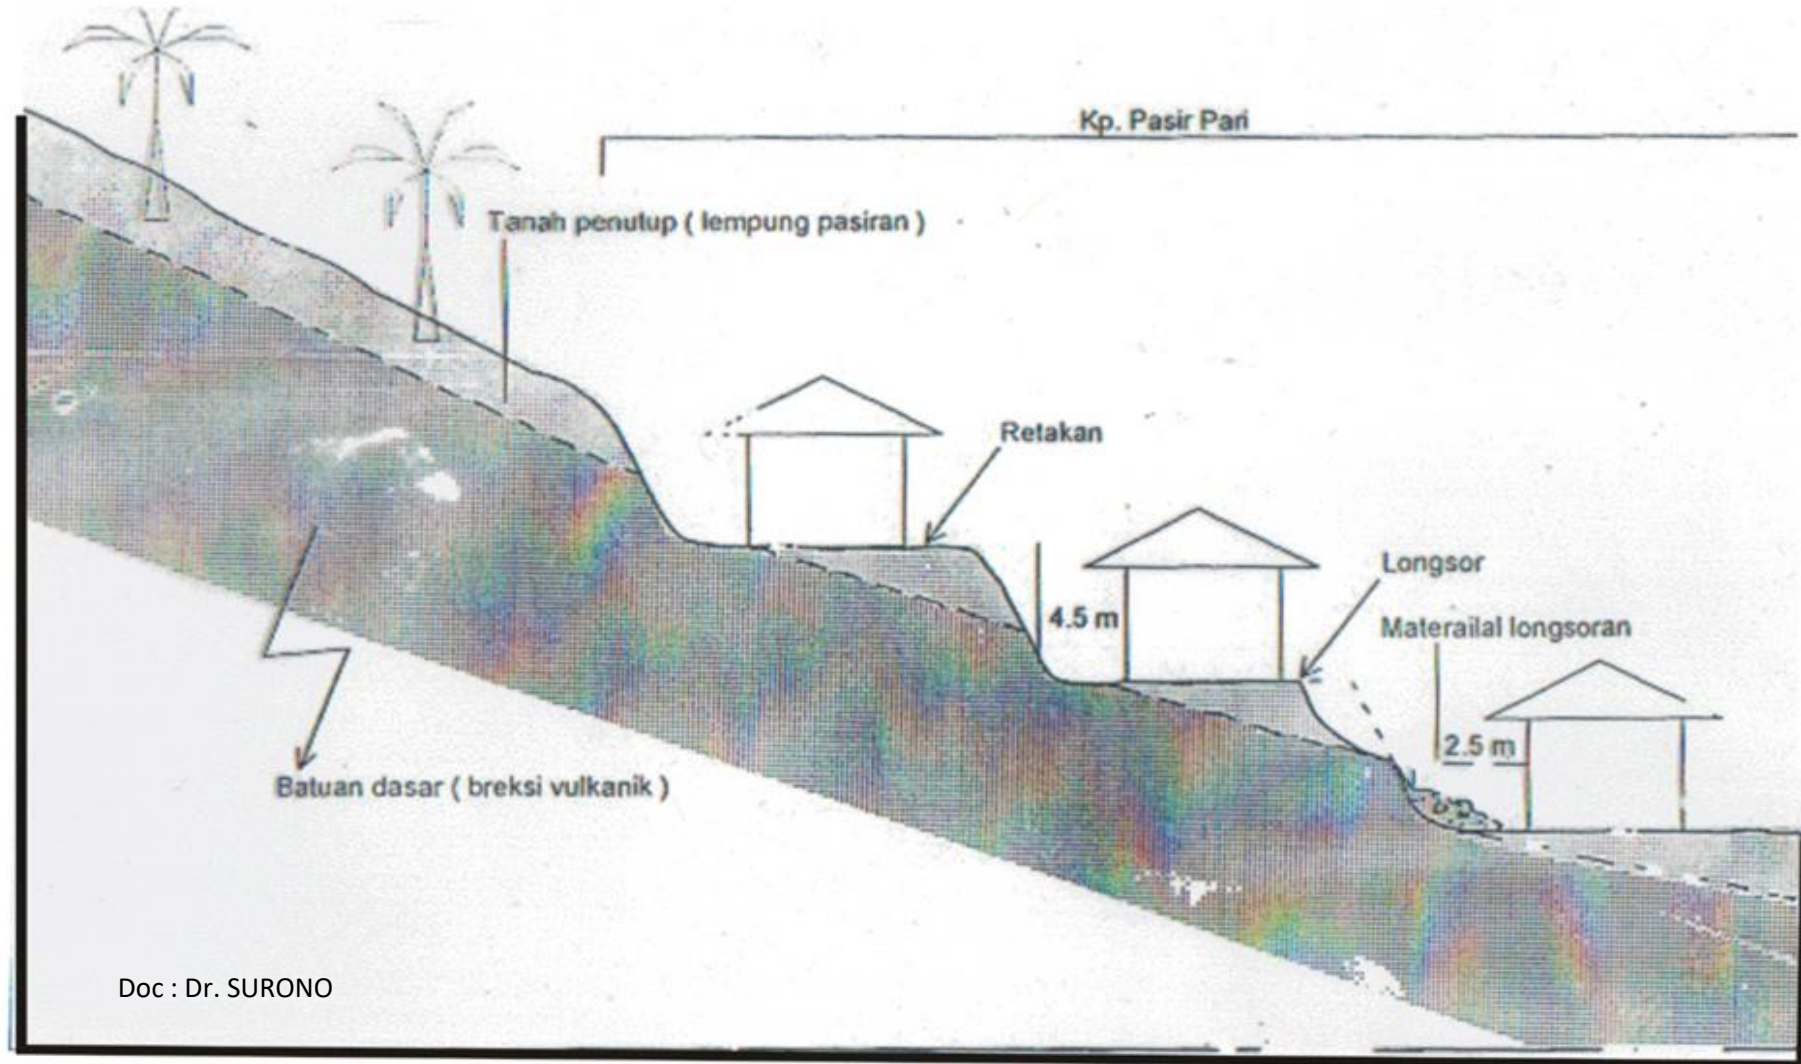 Kp. Pasir Pari
Tanah penutup ( lempung pasiran )
Retakan
Longsor
4.5 m
Materailal longsoran
2.5 m
Batuan dasar ( breksi vulkanik )
Doc : Dr. SURONO